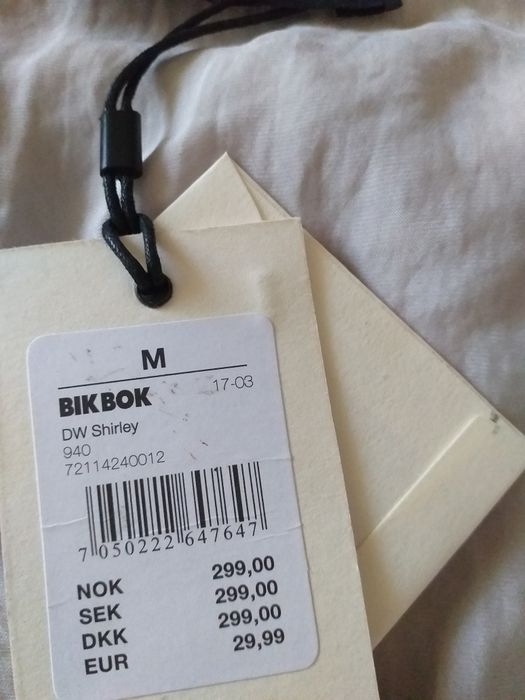 M
BIKBOK 17-03
DW Shirley
940
72114240012
7 050222 647647
NOK 299,00
SEK 299,00
DKK 299,00
EUR 29,99